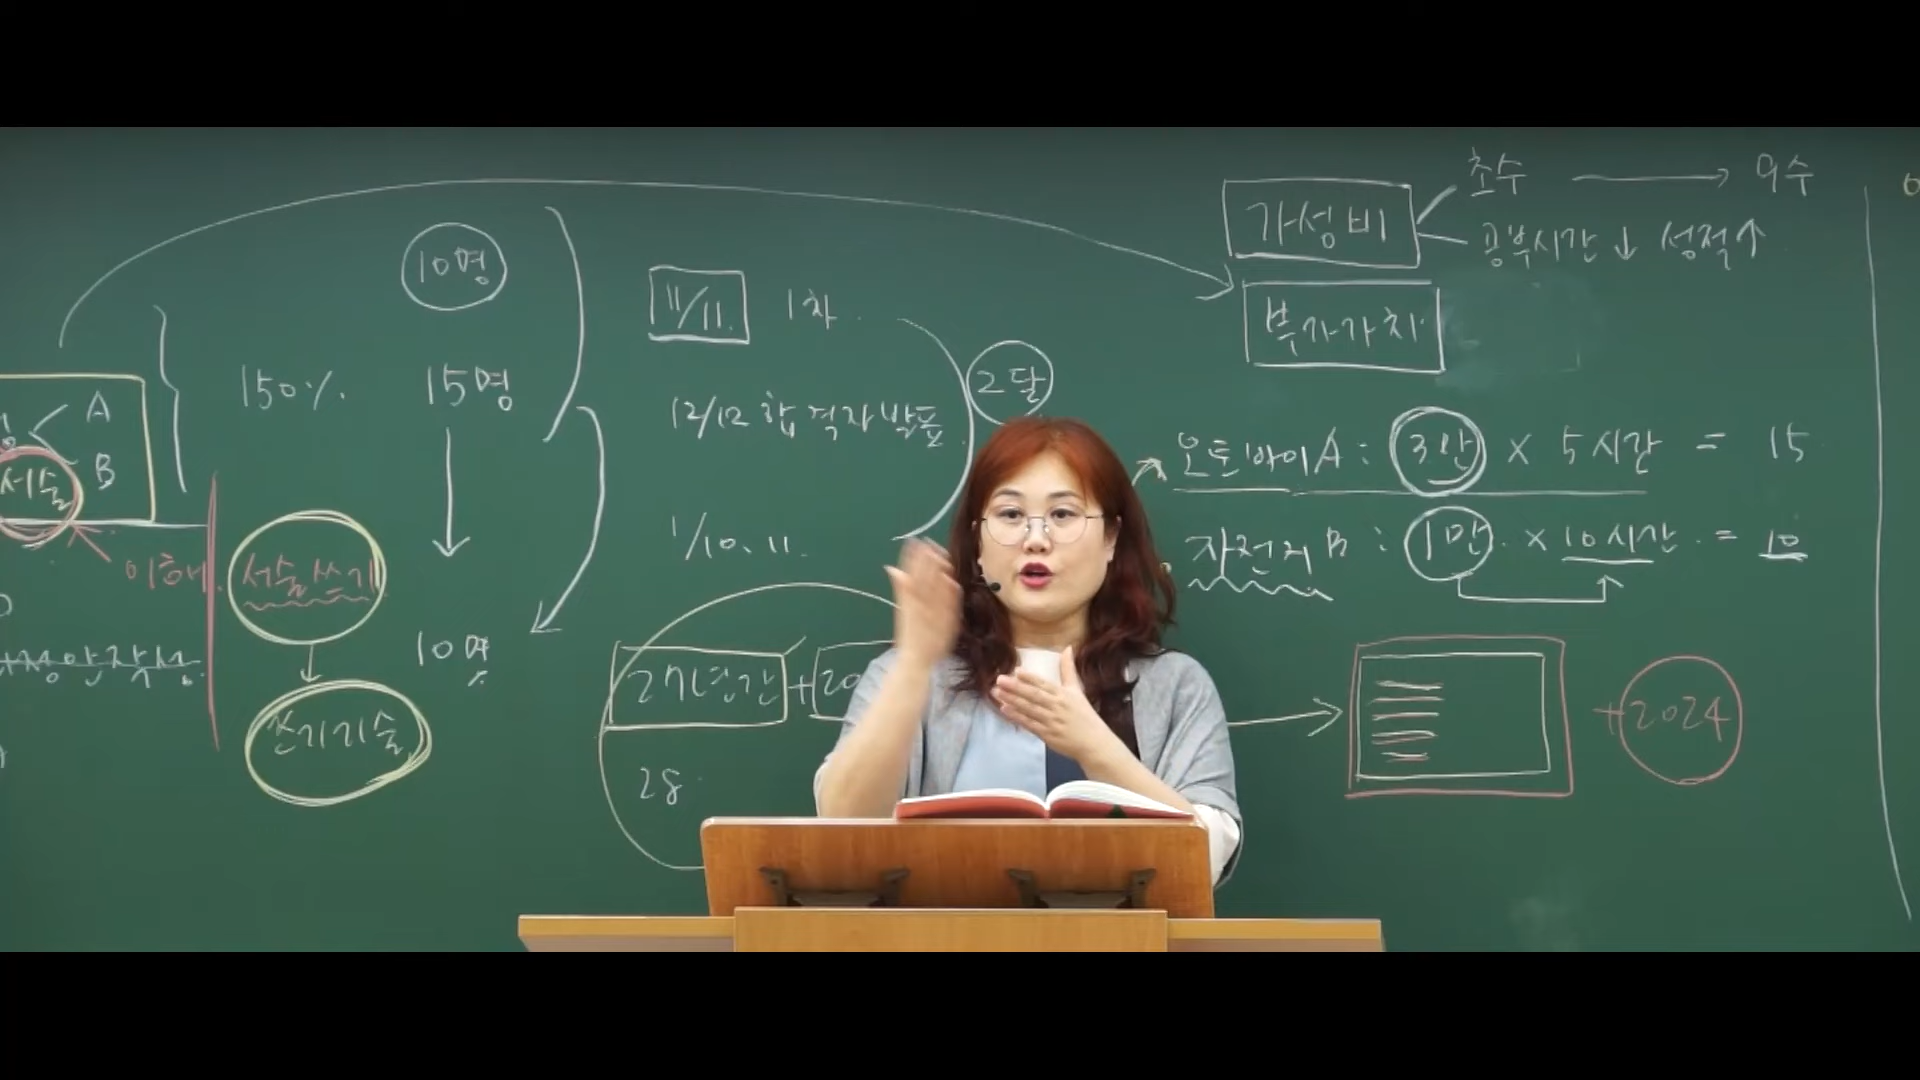 10명
150%. 15명
10명
A
서술 B
이해
서술쓰기
쓰기기술
11/11. 1차.
2달
12/12 합격자 발표
1/10. 11.
27년간 + 20
28
가성비
초수 → 9수
공부시간 ↓ 성적↑
부가가치
오토바이 A : 3만 × 5시간 = 15
자전거 B : 1만 × 10시간 = 10
+2024